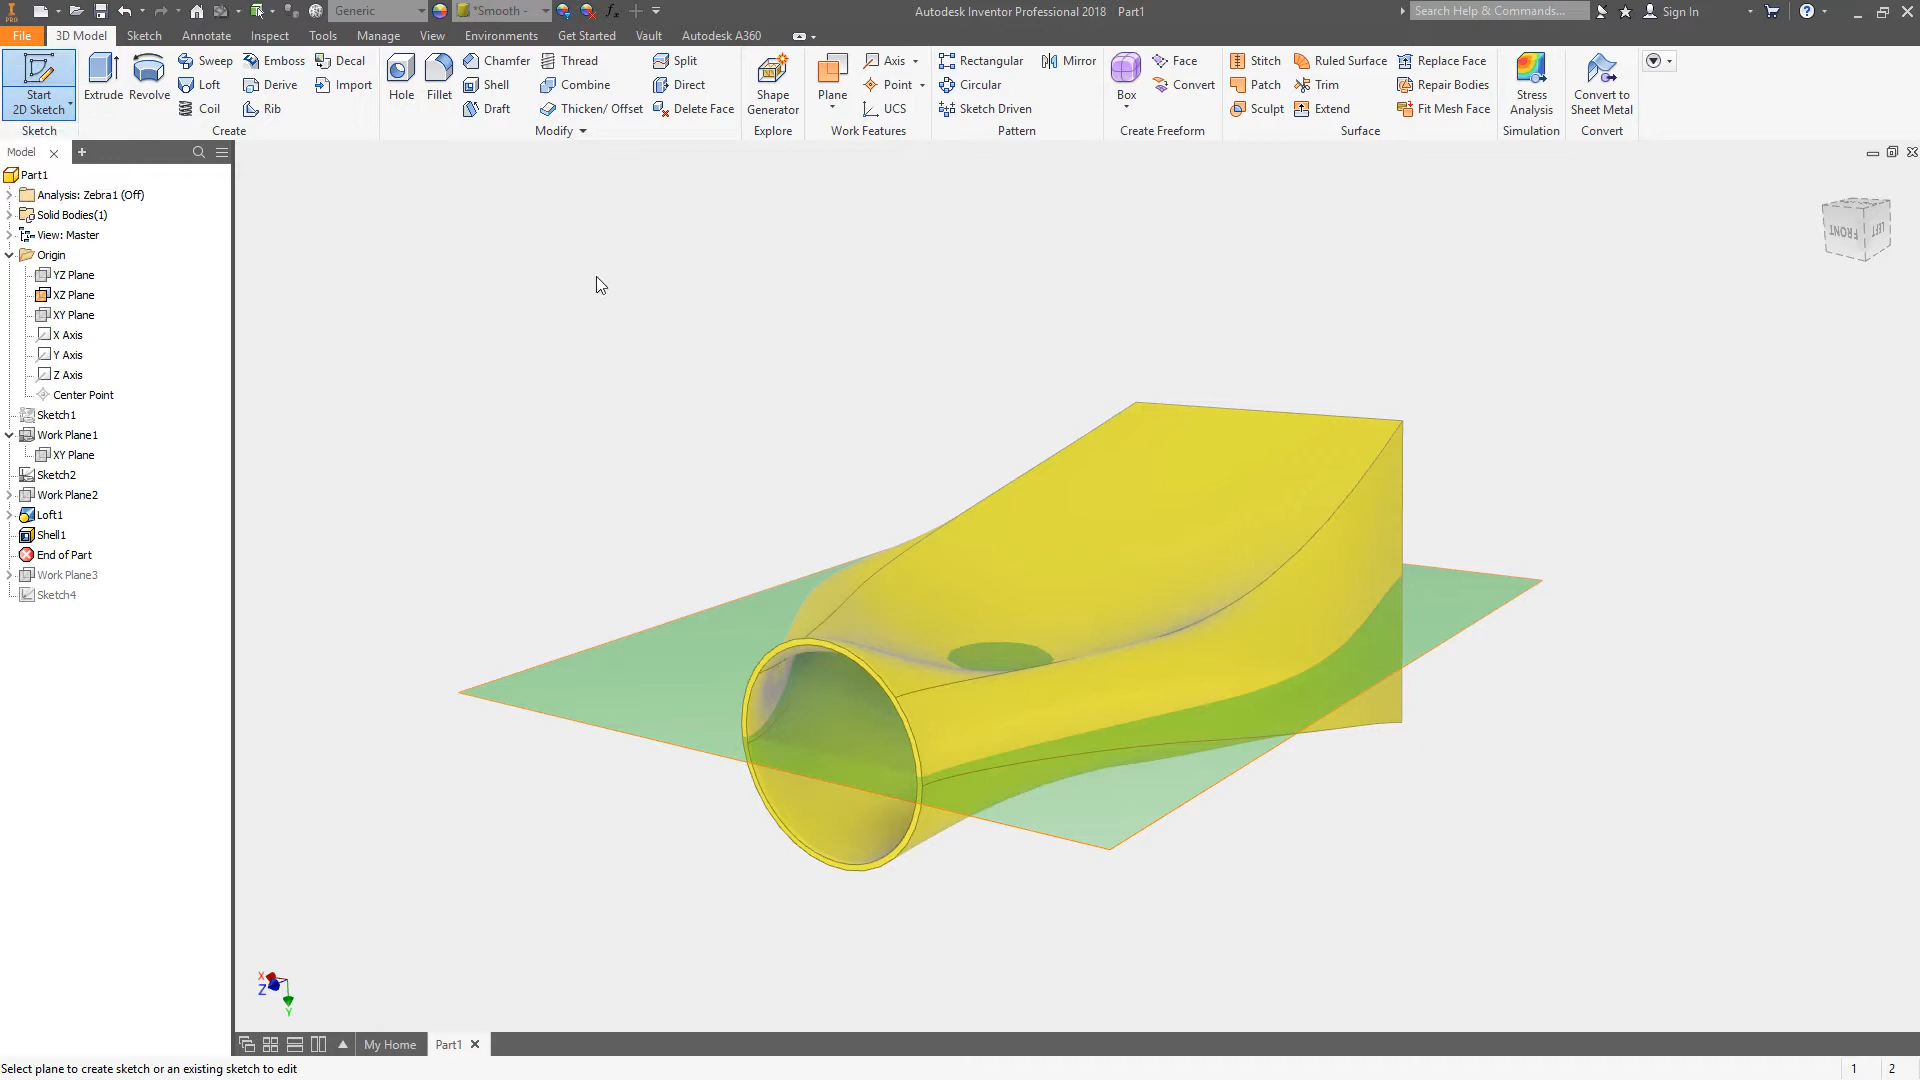 Generic
*Smooth -
Autodesk Inventor Professional 2018 Part1
Search Help & Commands...
Sign In
PRO
File
3D Model
Sketch
Annotate
Inspect
Tools
Manage
View
Environments
Get Started
Vault
Autodesk A360
Start
2D Sketch
Sketch
Extrude
Revolve
Sweep
Loft
Coil
Emboss
Derive
Rib
Decal
Import
Create
Hole
Fillet
Chamfer
Shell
Draft
Thread
Combine
Thicken/ Offset
Split
Direct
Delete Face
Modify
Shape
Generator
Explore
Plane
Axis
Point
UCS
Work Features
Rectangular
Circular
Sketch Driven
Mirror
Pattern
Box
Face
Convert
Create Freeform
Stitch
Patch
Sculpt
Ruled Surface
Trim
Extend
Replace Face
Repair Bodies
Fit Mesh Face
Surface
Stress
Analysis
Simulation
Convert to
Sheet Metal
Convert
Model
Part1
Analysis: Zebra1 (Off)
Solid Bodies(1)
View: Master
Origin
YZ Plane
XZ Plane
XY Plane
X Axis
Y Axis
Z Axis
Center Point
Sketch1
Work Plane1
XY Plane
Sketch2
Work Plane2
Loft1
Shell1
End of Part
Work Plane3
Sketch4
FRONT
LEFT
X
Z
Y
My Home
Part1
Select plane to create sketch or an existing sketch to edit
1
2